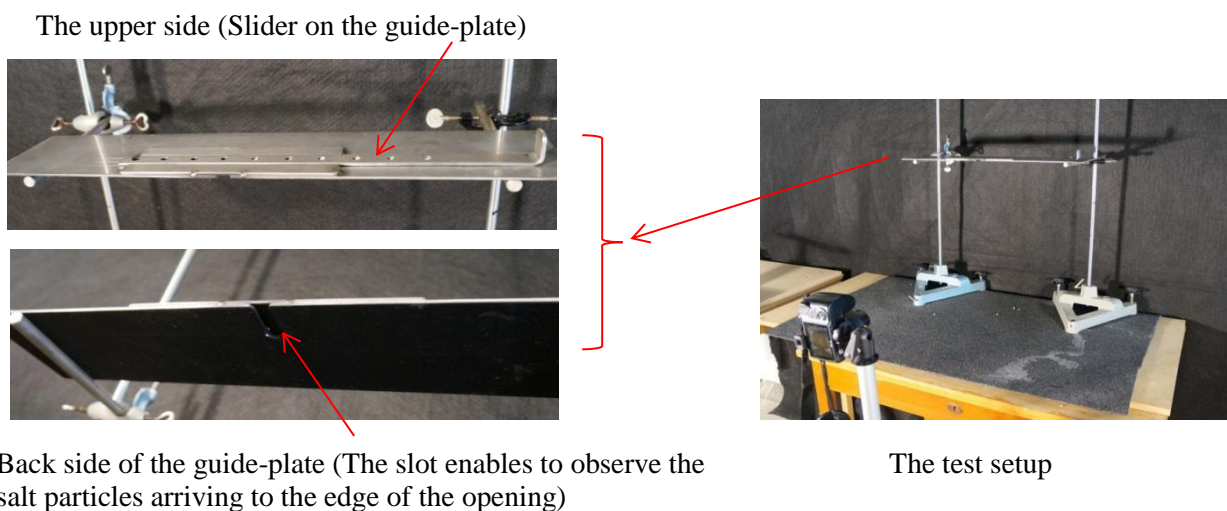 The upper side (Slider on the guide-plate)
Back side of the guide-plate (The slot enables to observe the
salt particles arriving to the edge of the opening)
The test setup